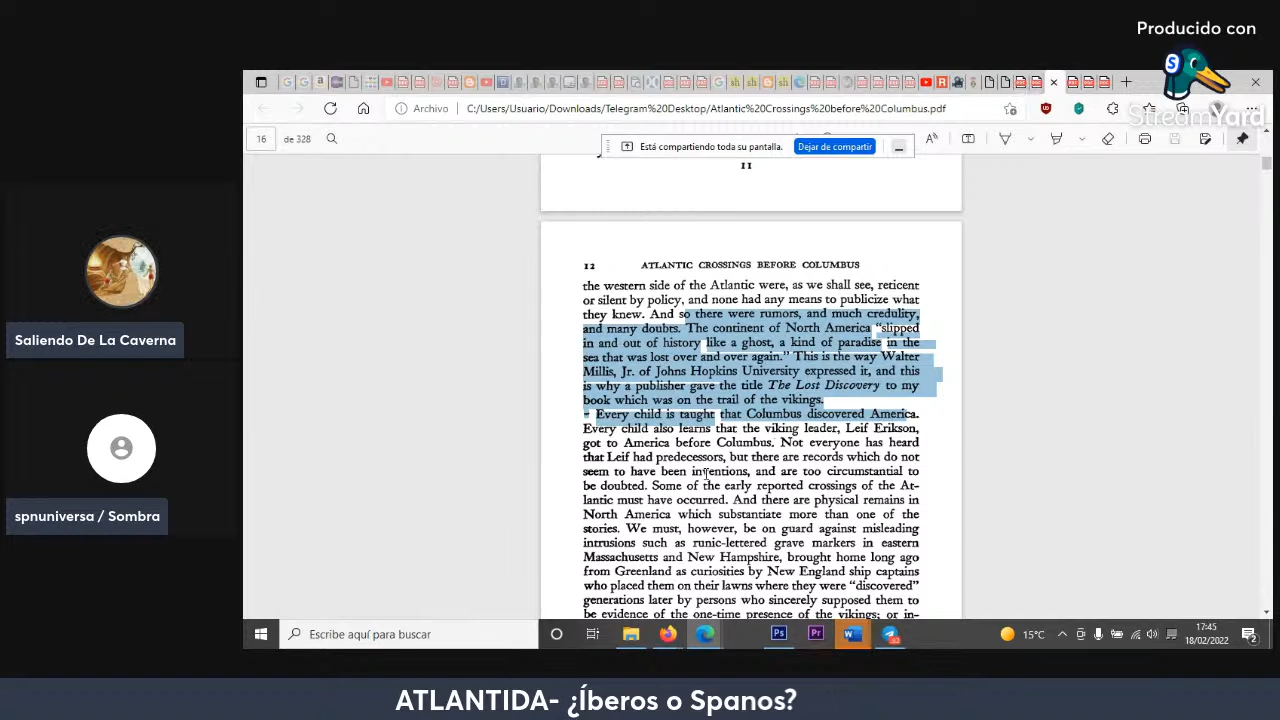 Producido con
StreamYard
Archivo
C:/Users/Usuario/Downloads/Telegram%20Desktop/Atlantic%20Crossings%20before%20Columbus.pdf
16 de 328
Está compartiendo toda su pantalla. Dejar de compartir
11
12 ATLANTIC CROSSINGS BEFORE COLUMBUS
the western side of the Atlantic were, as we shall see, reticent
or silent by policy, and none had any means to publicize what
they knew. And so there were rumors, and much credulity,
and many doubts. The continent of North America “slipped
in and out of history like a ghost, a kind of paradise in the
sea that was lost over and over again.” This is the way Walter
Millis, Jr. of Johns Hopkins University expressed it, and this
is why a publisher gave the title The Lost Discovery to my
book which was on the trail of the vikings.
Every child is taught that Columbus discovered America.
Every child also learns that the viking leader, Leif Erikson,
got to America before Columbus. Not everyone has heard
that Leif had predecessors, but there are records which do not
seem to have been inventions, and are too circumstantial to
be doubted. Some of the early reported crossings of the At-
lantic must have occurred. And there are physical remains in
North America which substantiate more than one of the
stories. We must, however, be on guard against misleading
intrusions such as runic-lettered grave markers in eastern
Massachusetts and New Hampshire, brought home long ago
from Greenland as curiosities by New England ship captains
who placed them on their lawns where they were “discovered”
generations later by persons who sincerely supposed them to
be evidence of the one-time presence of the vikings; or in-
Saliendo De La Caverna
spnuniversa / Sombra
Escribe aquí para buscar
15°C
17:45
18/02/2022
ATLANTIDA- ¿Íberos o Spanos?